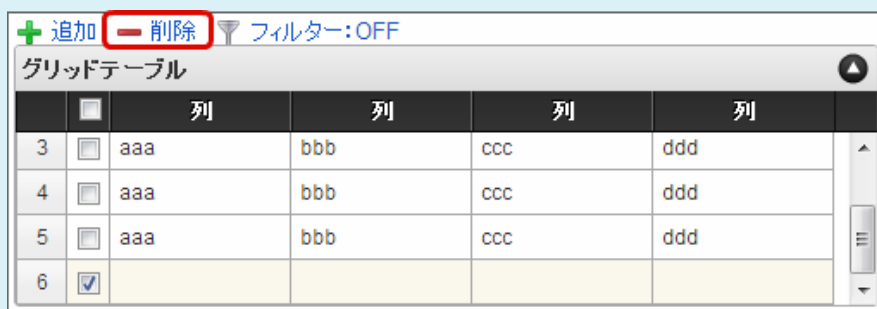 追加 削除 フィルター:OFF
グリッドテーブル
列 列 列 列
3 aaa bbb ccc ddd
4 aaa bbb ccc ddd
5 aaa bbb ccc ddd
6